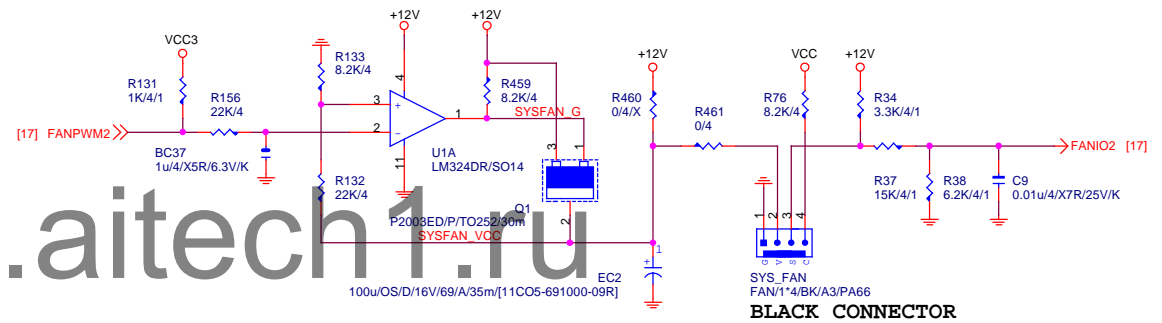 +12V
+12V
VCC3
R133
8.2K/4
R131
1K/4/1
R156
22K/4
[17] FANPWM2
BC37
1u/4/X5R/6.3V/K
4
3
+
2
−
1
11
U1A
LM324DR/SO14
R459
8.2K/4
SYSFAN_G
3
1
R132
22K/4
Q1
P2003ED/P/TO252/30m
2
SYSFAN_VCC
+12V
R460
0/4/X
R461
0/4
VCC
R76
8.2K/4
+12V
R34
3.3K/4/1
FANIO2 [17]
R37
15K/4/1
R38
6.2K/4/1
C9
0.01u/4/X7R/25V/K
1
EC2
100u/OS/D/16V/69/A/35m/[11CO5-691000-09R]
1
2
3
4
G
V
S
C
SYS_FAN
FAN/1*4/BK/A3/PA66
BLACK CONNECTOR
.aitech1.ru